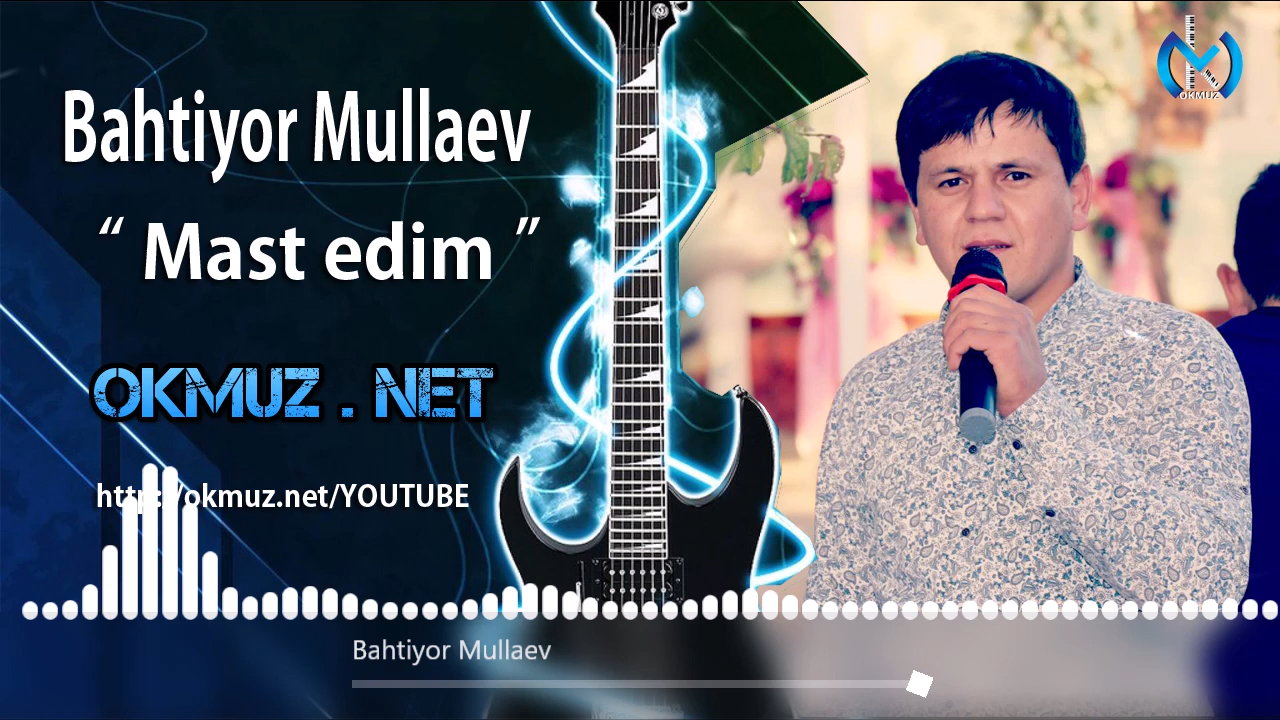 Bahtiyor Mullaev
“ Mast edim ”
OKMUZ . NET
http://okmuz.net/YOUTUBE
OKMUZ
Bahtiyor Mullaev